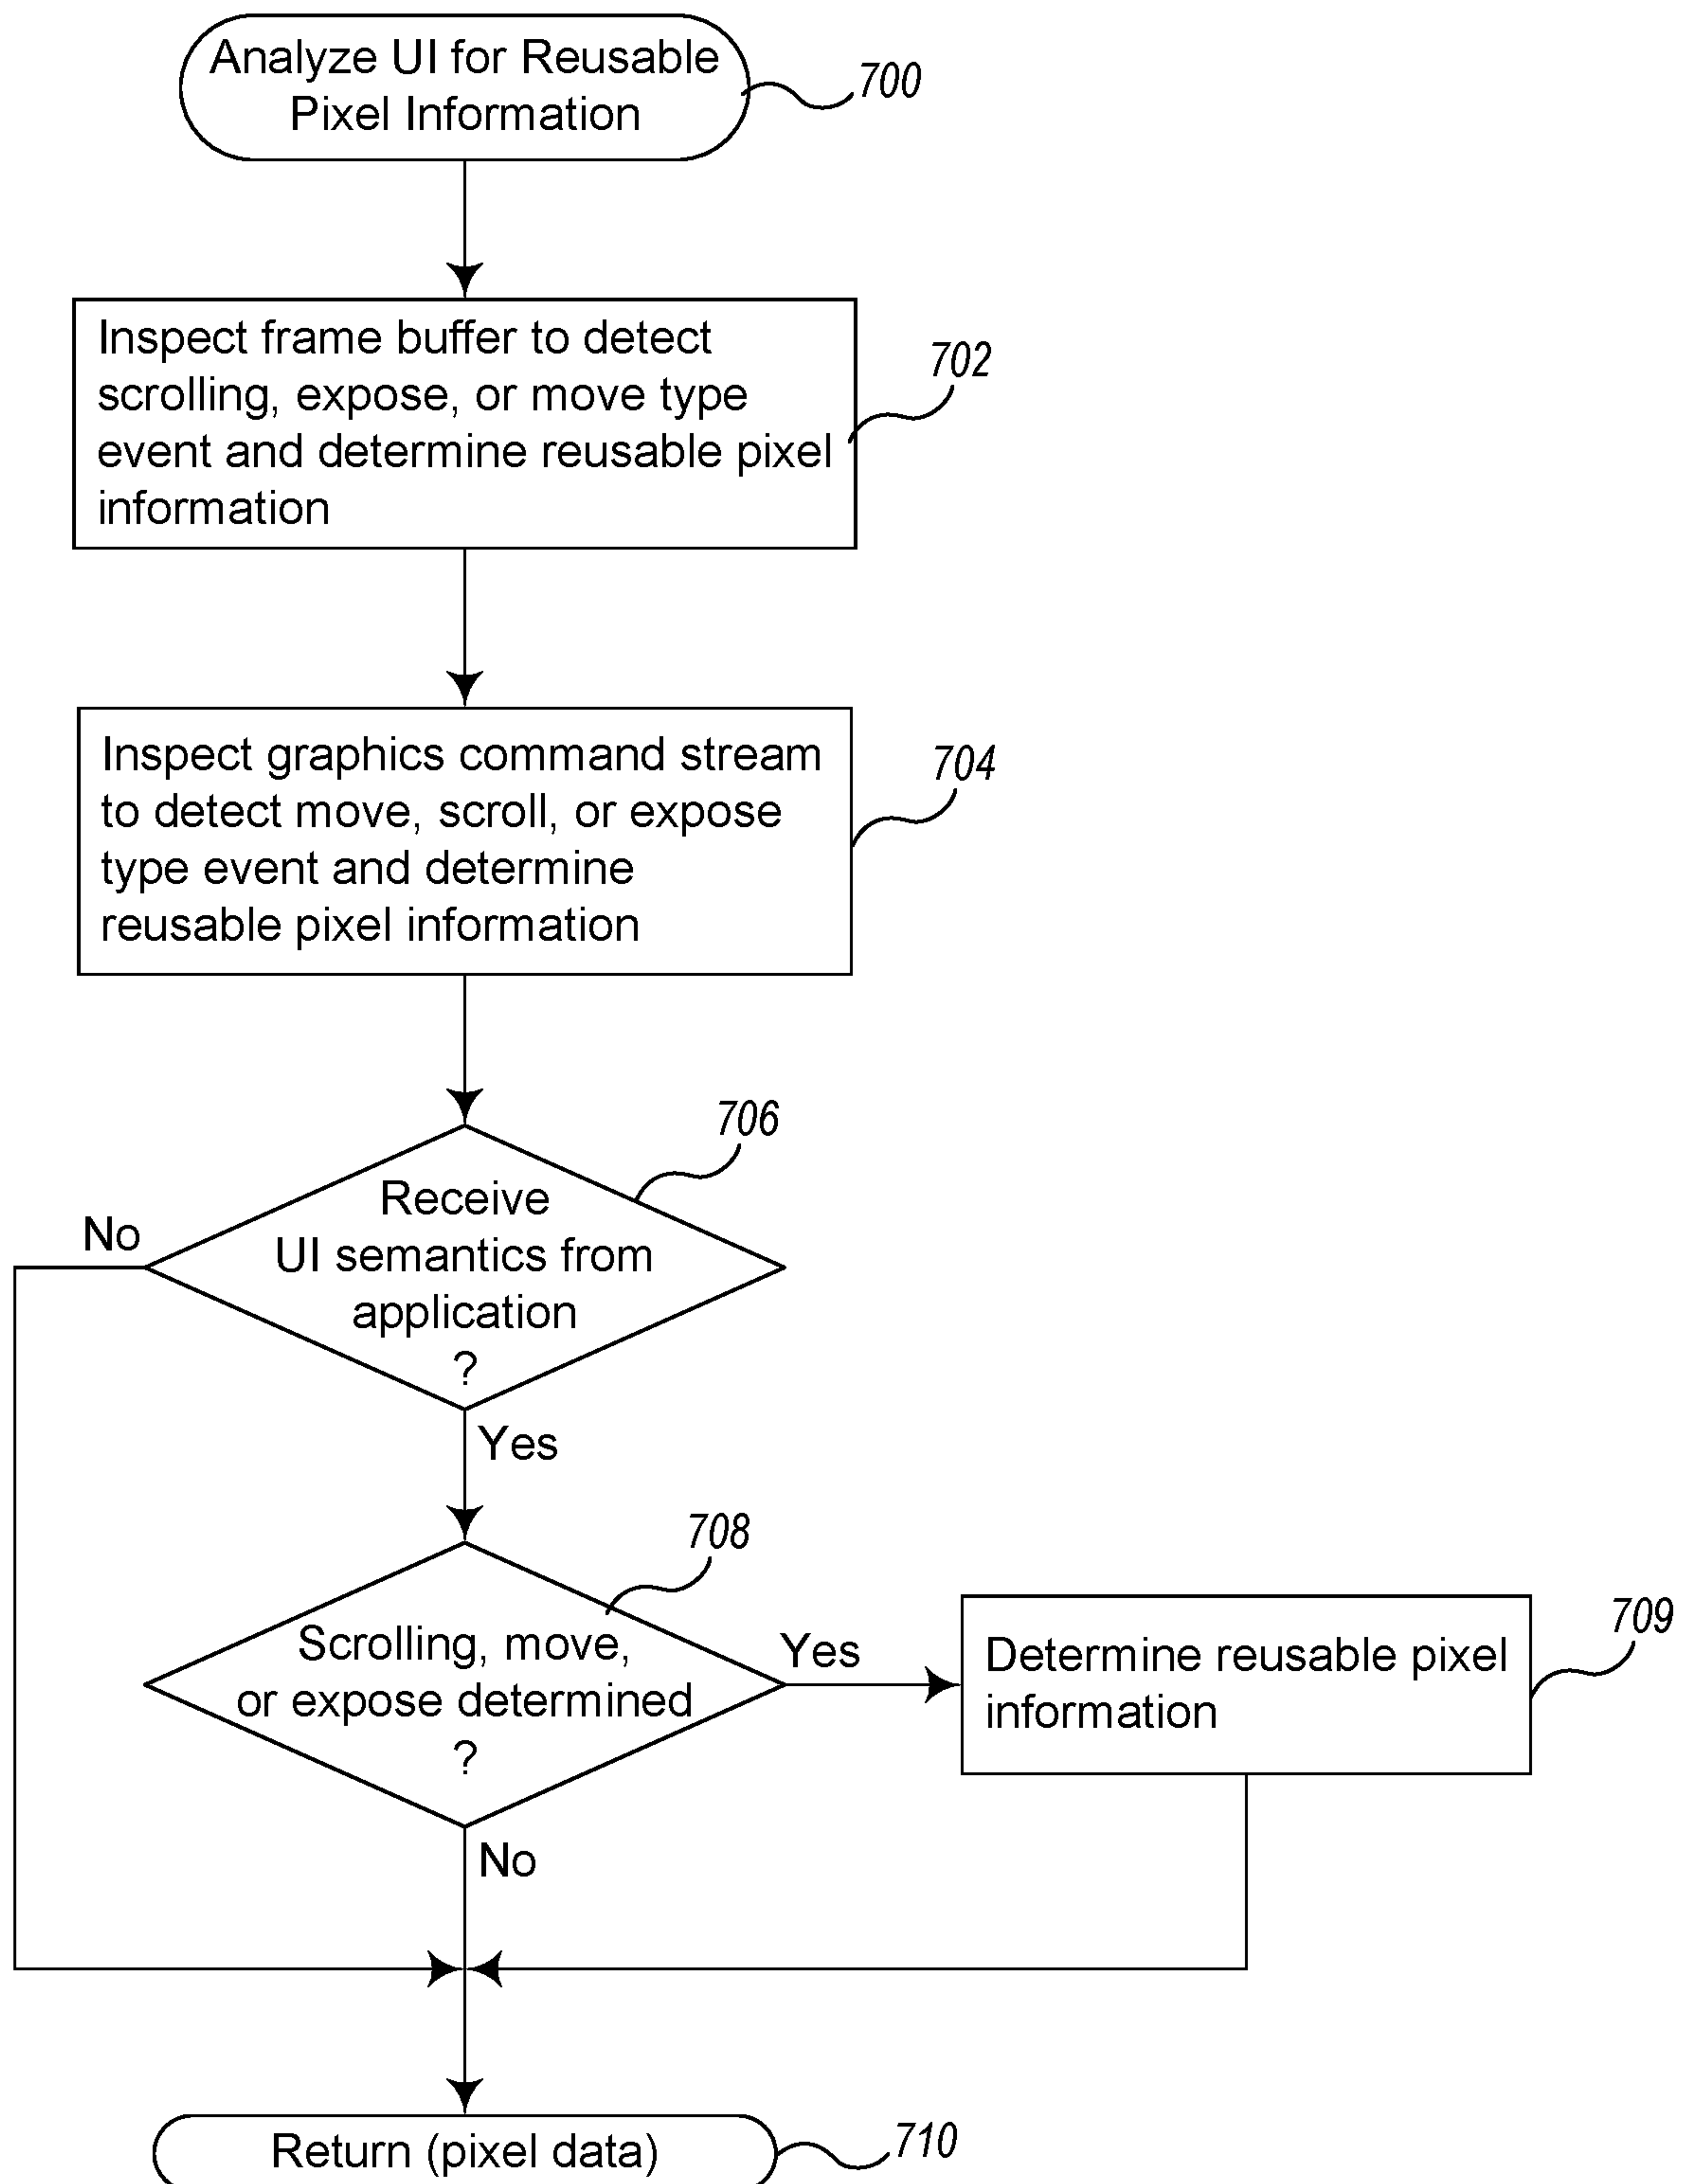 Analyze UI for Reusable
Pixel Information
700
Inspect frame buffer to detect
scrolling, expose, or move type
event and determine reusable pixel
information
702
Inspect graphics command stream
to detect move, scroll, or expose
type event and determine
reusable pixel information
704
706
Receive
UI semantics from
application
?
No
Yes
708
Scrolling, move,
or expose determined
?
Yes
Determine reusable pixel
information
709
No
Return (pixel data)
710